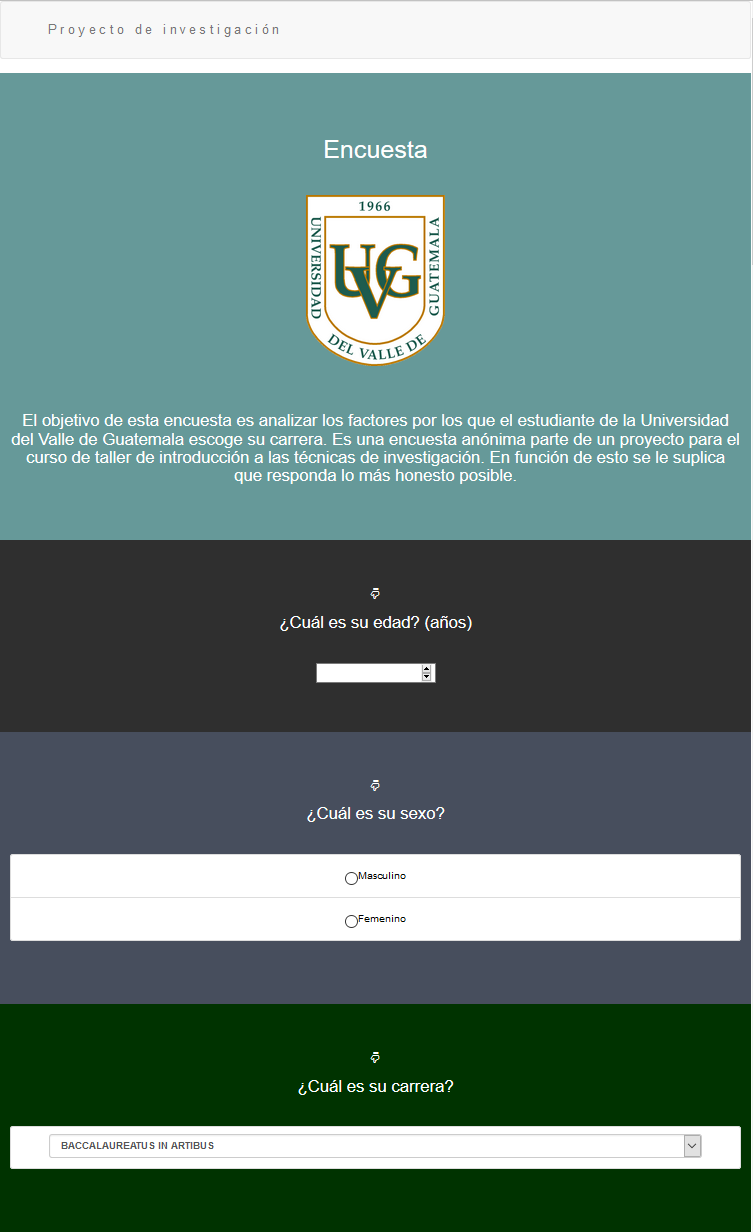 Proyecto de investigación
Encuesta
1966
UNIVERSIDAD
DEL VALLE DE
GUATEMALA
UVG
El objetivo de esta encuesta es analizar los factores por los que el estudiante de la Universidad
del Valle de Guatemala escoge su carrera. Es una encuesta anónima parte de un proyecto para el
curso de taller de introducción a las técnicas de investigación. En función de esto se le suplica
que responda lo más honesto posible.
¿Cuál es su edad? (años)
¿Cuál es su sexo?
Masculino
Femenino
¿Cuál es su carrera?
BACCALAUREATUS IN ARTIBUS